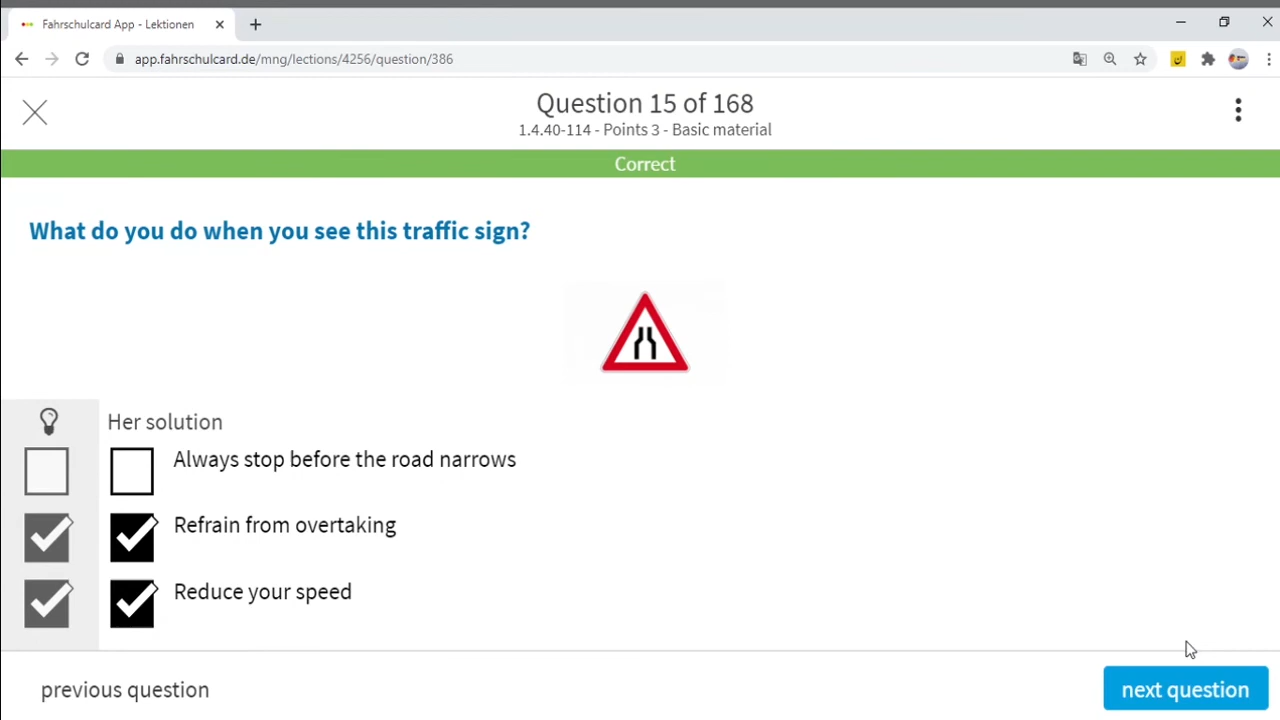 Fahrschulcard App - Lektionen
app.fahrschulcard.de/mng/lections/4256/question/386
Question 15 of 168
1.4.40-114 - Points 3 - Basic material
Correct
What do you do when you see this traffic sign?
Her solution
Always stop before the road narrows
Refrain from overtaking
Reduce your speed
previous question
next question